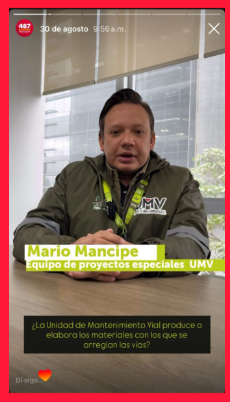 487
30 de agosto 9:56 a.m.
UMV
Mario Mancipe
Equipo de proyectos especiales UMV
¿La Unidad de Mantenimiento Vial produce o
elabora los materiales con los que se
arreglan las vías?
Di algo...